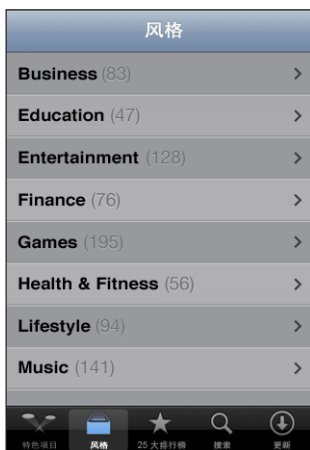 风格
Business (83)
Education (47)
Entertainment (128)
Finance (76)
Games (195)
Health & Fitness (56)
Lifestyle (94)
Music (141)
特色项目 风格 25 大排行榜 搜索 更新